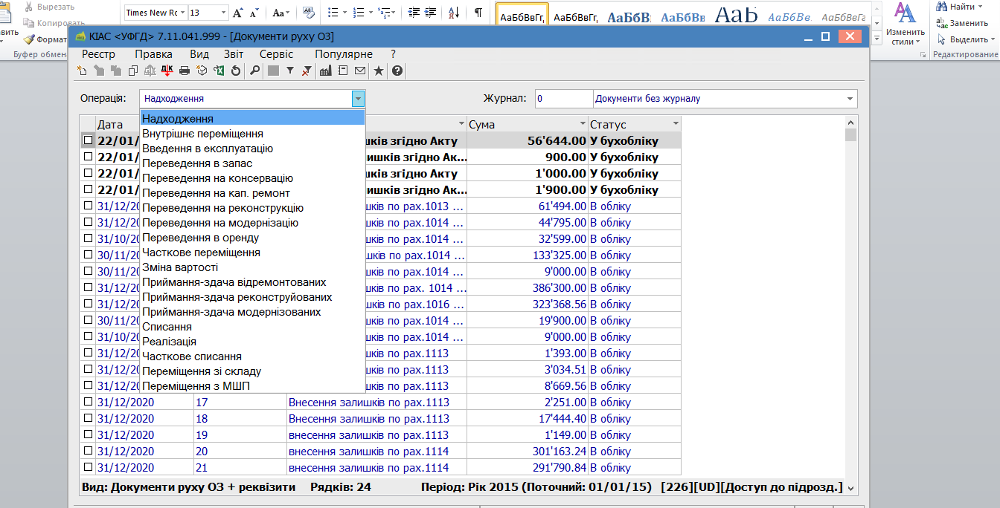 Вырезать
Копировать
Формат
Буфер обмен
Times New Rc
13
Aa
АаБбВвГг,
АаБбВвГг,
АаБбВ
АаБбВв
АаБ
АаБбВв
АаБбВвГг
Изменить
стили
Найти
Заменить
Выделить
Редактирование
КІАС <УФГД> 7.11.041.999 - [Документи руху ОЗ]
Реєстр Правка Вид Звіт Сервіс Популярне ?
Операція: Надходження Журнал: 0 Документи без журналу
Дата Сума Статус
Надходження
Внутрішнє переміщення
Введення в експлуатацію
Переведення в запас
Переведення на консервацію
Переведення на кап. ремонт
Переведення на реконструкцію
Переведення на модернізацію
Переведення в оренду
Часткове переміщення
Зміна вартості
Приймання-здача відремонтованих
Приймання-здача реконструйованих
Приймання-здача модернізованих
Списання
Реалізація
Часткове списання
Переміщення зі складу
Переміщення з МШП
22/01/ шків згідно Акту 56'644.00 У бухобліку
22/01/ ишків згідно Ак... 900.00 У бухобліку
22/01/ шків згідно Акту 1'000.00 У бухобліку
22/01/ ишків згідно Ак... 1'900.00 У бухобліку
31/12/20 шків по рах.1013 ... 61'494.00 В обліку
31/12/20 шків по рах.1014 ... 44'795.00 В обліку
31/10/20 шків по рах.1014 ... 32'599.00 В обліку
30/11/20 шків по рах.1014 ... 133'325.00 В обліку
30/11/20 шків по рах.1014 ... 9'000.00 В обліку
31/12/20 шків по рах. 1014 ... 386'300.00 В обліку
31/12/20 шків по рах.1016 ... 323'368.56 В обліку
30/11/20 шків по рах.1014 ... 19'900.00 В обліку
31/10/20 шків по рах.1014 ... 9'000.00 В обліку
31/12/20 шків по рах.1113 1'393.00 В обліку
31/12/20 шків по рах.1113 3'034.51 В обліку
31/12/20 шків по рах.1113 8'669.56 В обліку
31/12/2020 17 Внесення залишків по рах.1113 2'251.00 В обліку
31/12/2020 18 Внесення залишків по рах.1113 17'444.40 В обліку
31/12/2020 19 внесення залишків по рах.1113 1'149.00 В обліку
31/12/2020 20 внесення залишків по рах.1114 301'163.24 В обліку
31/12/2020 21 внесення залишків по рах.1114 291'790.84 В обліку
Вид: Документи руху ОЗ + реквізити Рядків: 24 Період: Рік 2015 (Поточний: 01/01/15) [226][UD][Доступ до підрозд.]